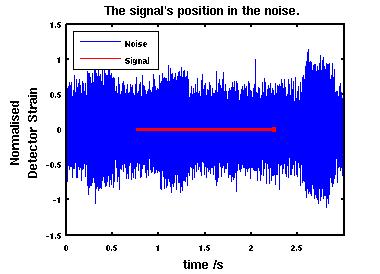 The signal's position in the noise.
Normalised
Detector Strain
1.5
1
0.5
0
-0.5
-1
-1.5
Noise
Signal
0 0.5 1 1.5 2 2.5
time /s